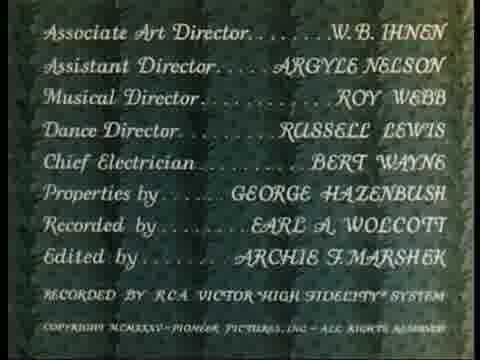 Associate Art Director........W. B. IHNEN
Assistant Director......ARGYLE NELSON
Musical Director............ROY WEBB
Dance Director.........RUSSELL LEWIS
Chief Electrician..........BERT WAYNE
Properties by......GEORGE HAZENBUSH
Recorded by........EARL A. WOLCOTT
Edited by........ARCHIE F. MARSHEK
RECORDED BY RCA VICTOR "HIGH FIDELITY" SYSTEM
COPYRIGHT MCMXXXV - PIONEER PICTURES, INC. - ALL RIGHTS RESERVED